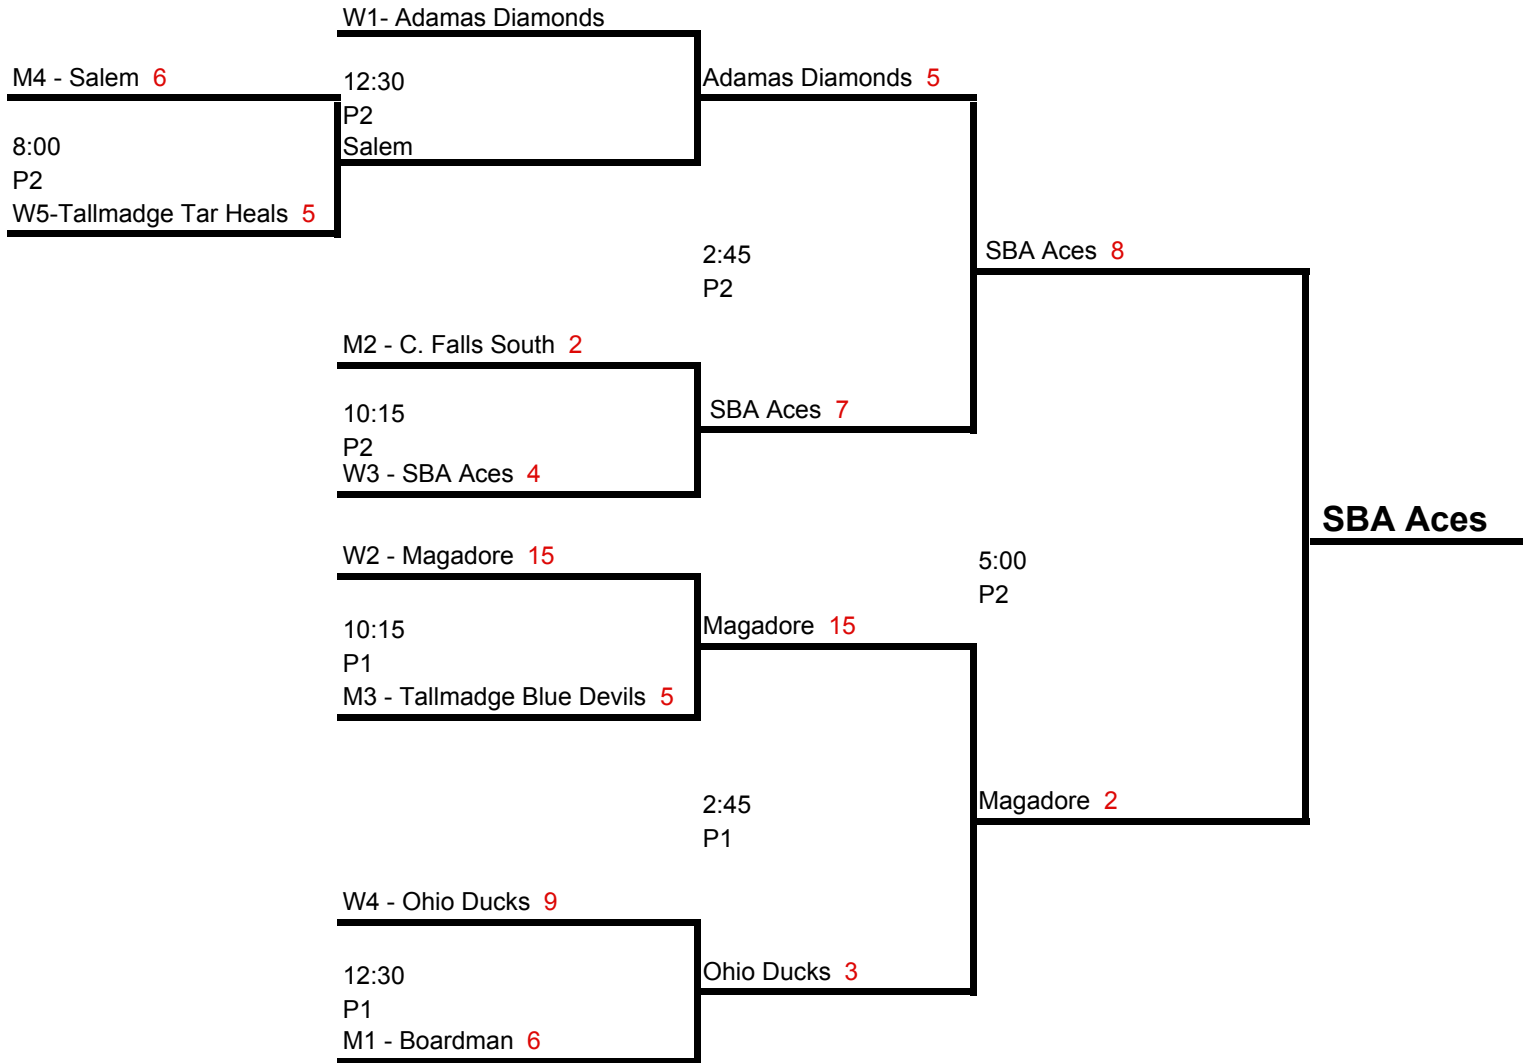 W1- Adamas Diamonds
M4 - Salem 6
12:30
P2
Adamas Diamonds 5
8:00
P2
Salem
W5-Tallmadge Tar Heals 5
2:45
P2
SBA Aces 8
M2 - C. Falls South 2
10:15
P2
SBA Aces 7
W3 - SBA Aces 4
SBA Aces
W2 - Magadore 15
5:00
P2
10:15
P1
Magadore 15
M3 - Tallmadge Blue Devils 5
2:45
P1
Magadore 2
W4 - Ohio Ducks 9
12:30
P1
Ohio Ducks 3
M1 - Boardman 6